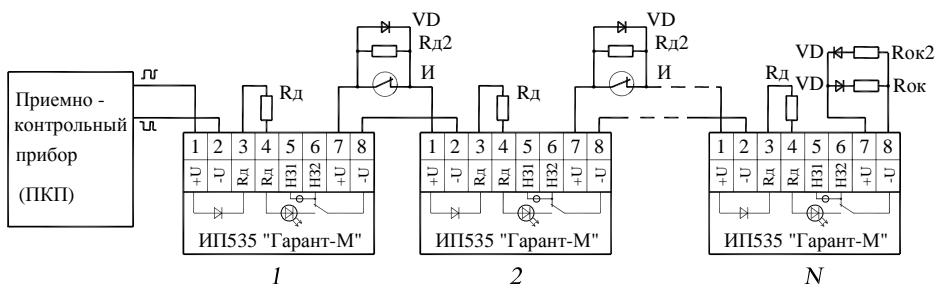 Приемно -
контрольный
прибор
(ПКП)
VD
Rд2
И
Rд
1 2 3 4 5 6 7 8
+U -U Rд Rд НЗ1 НЗ2 +U -U
ИП535 "Гарант-М"
1
VD
Rд2
И
Rд
1 2 3 4 5 6 7 8
+U -U Rд Rд НЗ1 НЗ2 +U -U
ИП535 "Гарант-М"
2
VD Rок2
VD Rок
Rд
1 2 3 4 5 6 7 8
+U -U Rд Rд НЗ1 НЗ2 +U -U
ИП535 "Гарант-М"
N